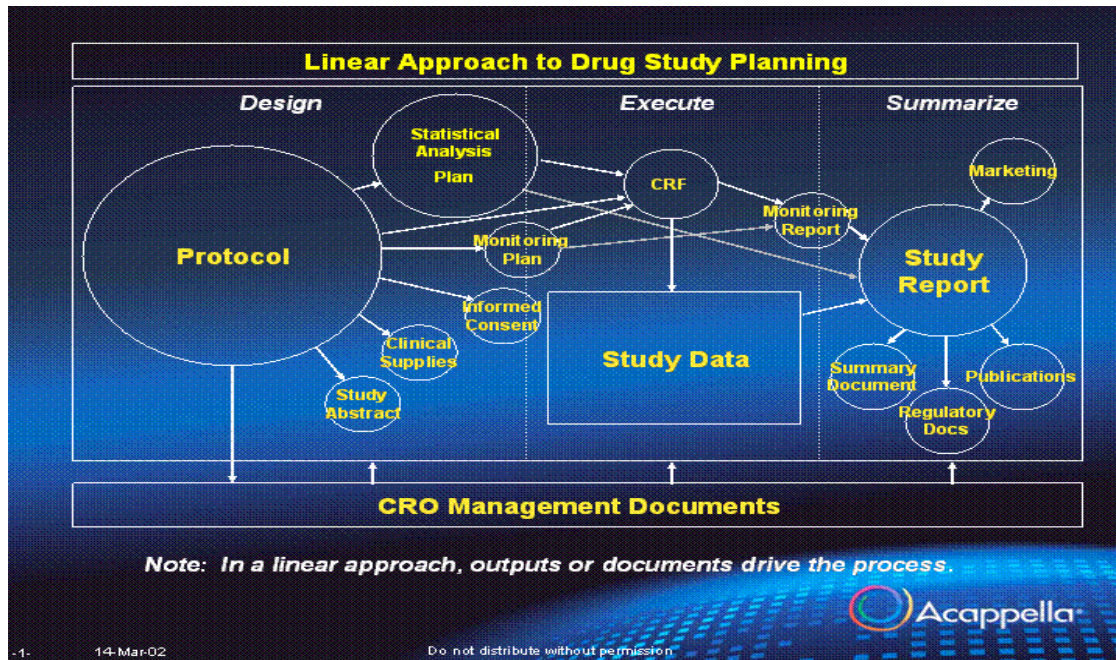 Linear Approach to Drug Study Planning
Design
Execute
Summarize
Statistical
Analysis
Plan
CRF
Marketing
Monitoring
Report
Protocol
Monitoring
Plan
Study
Report
Informed
Consent
Clinical
Supplies
Study Data
Study
Abstract
Summary
Document
Publications
Regulatory
Docs
CRO Management Documents
Note: In a linear approach, outputs or documents drive the process.
Acappella
-1-
14-Mar-02
Do not distribute without permission